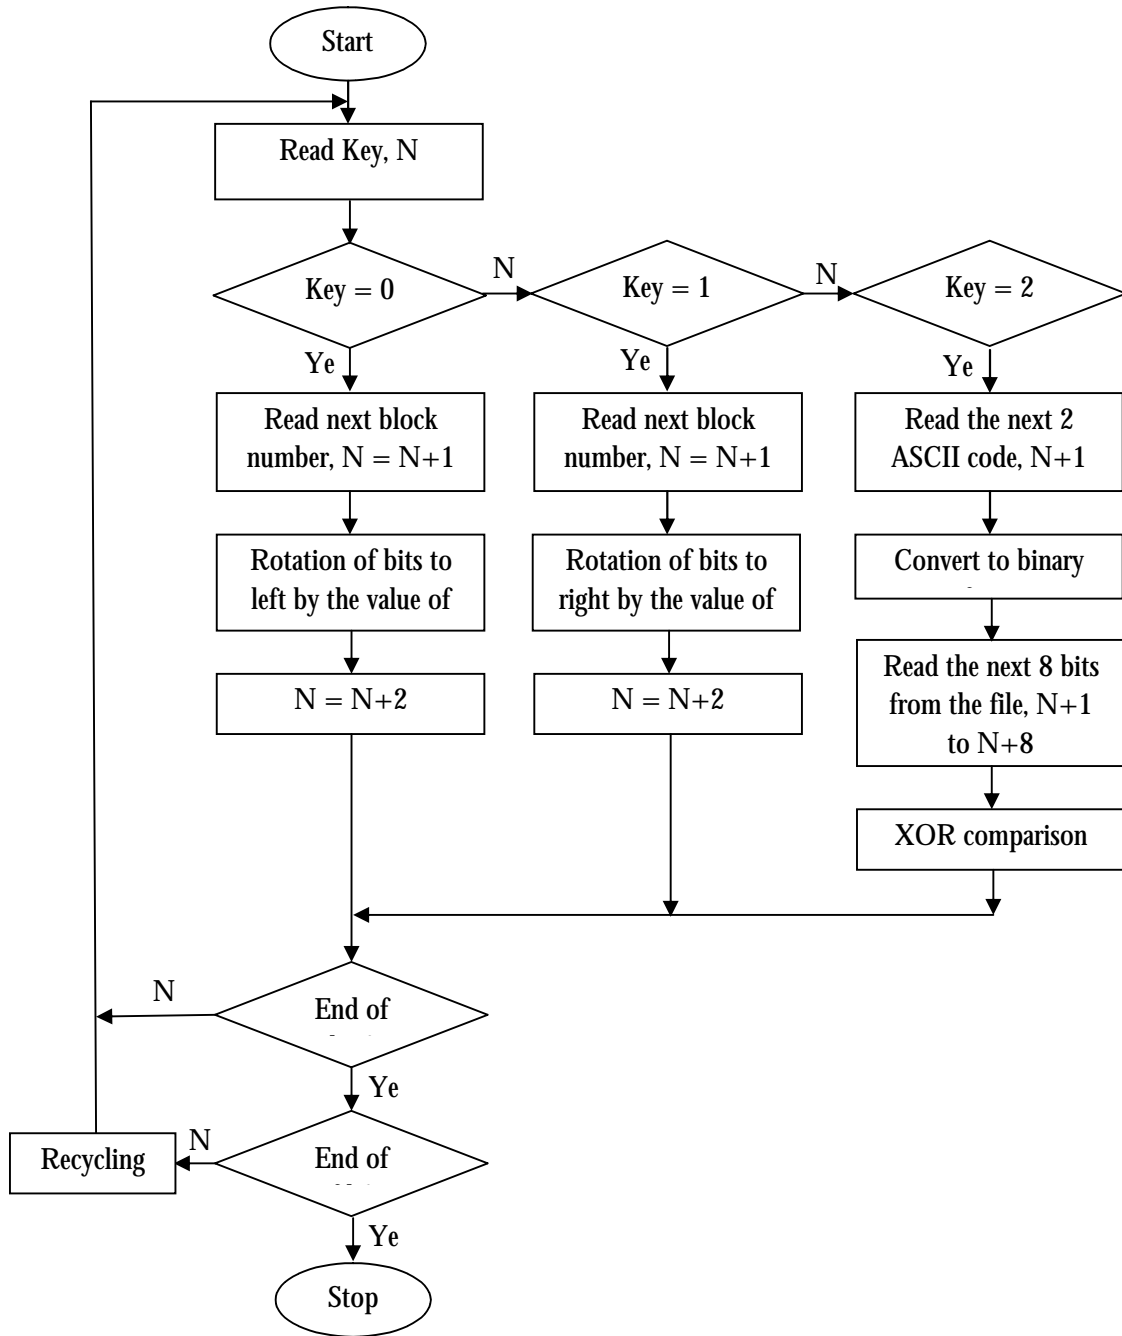 Start
Read Key, N
Key = 0
N
Key = 1
N
Key = 2
Ye
Ye
Ye
Read next block
number, N = N+1
Read next block
number, N = N+1
Read the next 2
ASCII code, N+1
Rotation of bits to
left by the value of
Rotation of bits to
right by the value of
Convert to binary
N = N+2
N = N+2
Read the next 8 bits
from the file, N+1
to N+8
XOR comparison
N
End of
Ye
Recycling
N
End of
Ye
Stop